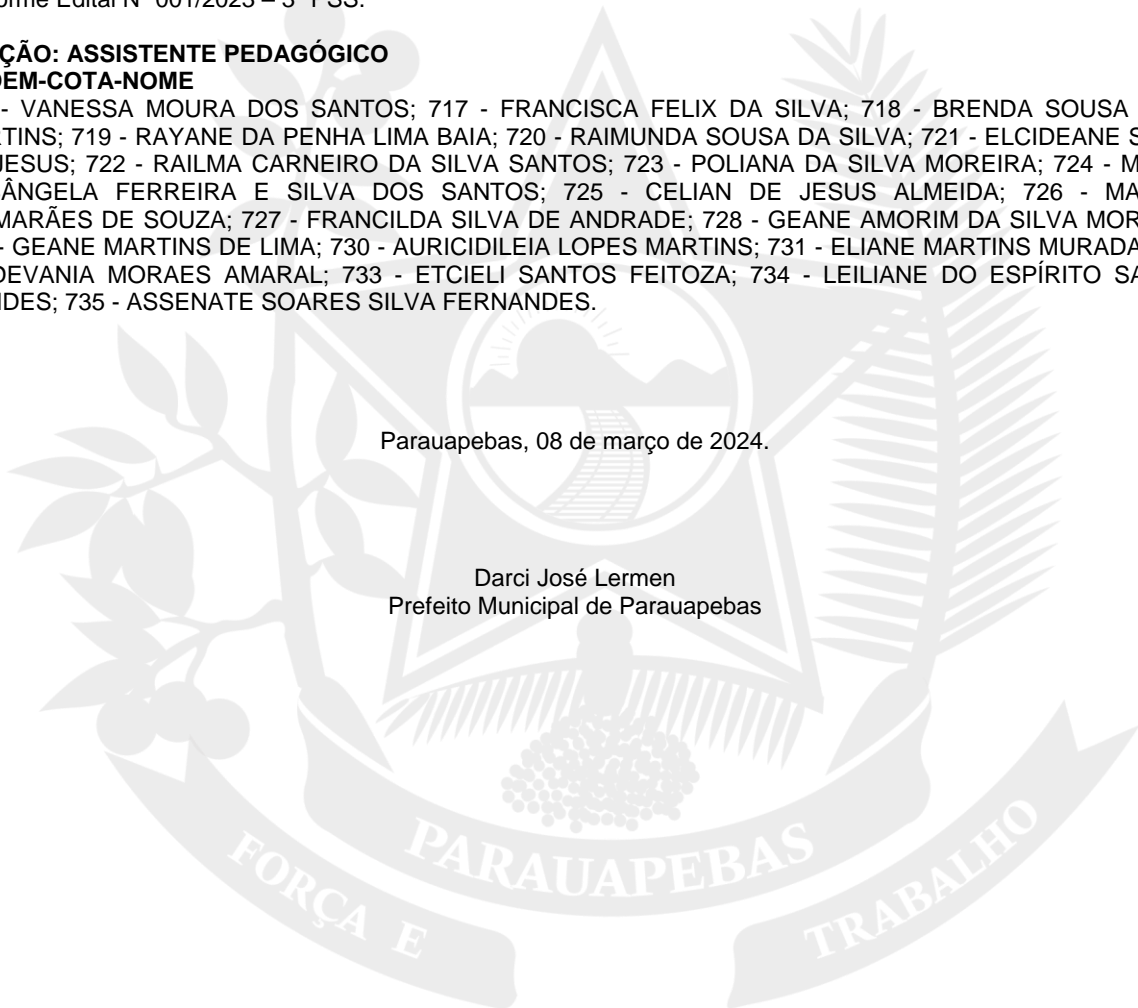 orme Edital Nº 001/2023 – 3º PSS.
ÇÃO: ASSISTENTE PEDAGÓGICO
DEM-COTA-NOME
- VANESSA MOURA DOS SANTOS; 717 - FRANCISCA FELIX DA SILVA; 718 - BRENDA SOUSA
RTINS; 719 - RAYANE DA PENHA LIMA BAIA; 720 - RAIMUNDA SOUSA DA SILVA; 721 - ELCIDEANE S
JESUS; 722 - RAILMA CARNEIRO DA SILVA SANTOS; 723 - POLIANA DA SILVA MOREIRA; 724 - M
ÂNGELA FERREIRA E SILVA DOS SANTOS; 725 - CELIAN DE JESUS ALMEIDA; 726 - MA
MARÃES DE SOUZA; 727 - FRANCILDA SILVA DE ANDRADE; 728 - GEANE AMORIM DA SILVA MOR
- GEANE MARTINS DE LIMA; 730 - AURICIDILEIA LOPES MARTINS; 731 - ELIANE MARTINS MURADA
DEVANIA MORAES AMARAL; 733 - ETCIELI SANTOS FEITOZA; 734 - LEILIANE DO ESPÍRITO SA
NDES; 735 - ASSENATE SOARES SILVA FERNANDES.
Parauapebas, 08 de março de 2024.
Darci José Lermen
Prefeito Municipal de Parauapebas
FORÇA E PARAUAPEBAS TRABALHO